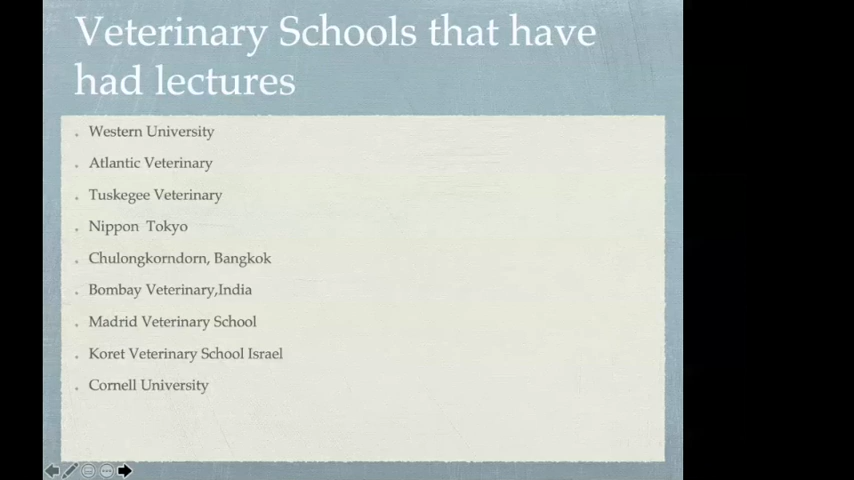 Veterinary Schools that have
had lectures
Western University
Atlantic Veterinary
Tuskegee Veterinary
Nippon Tokyo
Chulongkorndorn, Bangkok
Bombay Veterinary,India
Madrid Veterinary School
Koret Veterinary School Israel
Cornell University